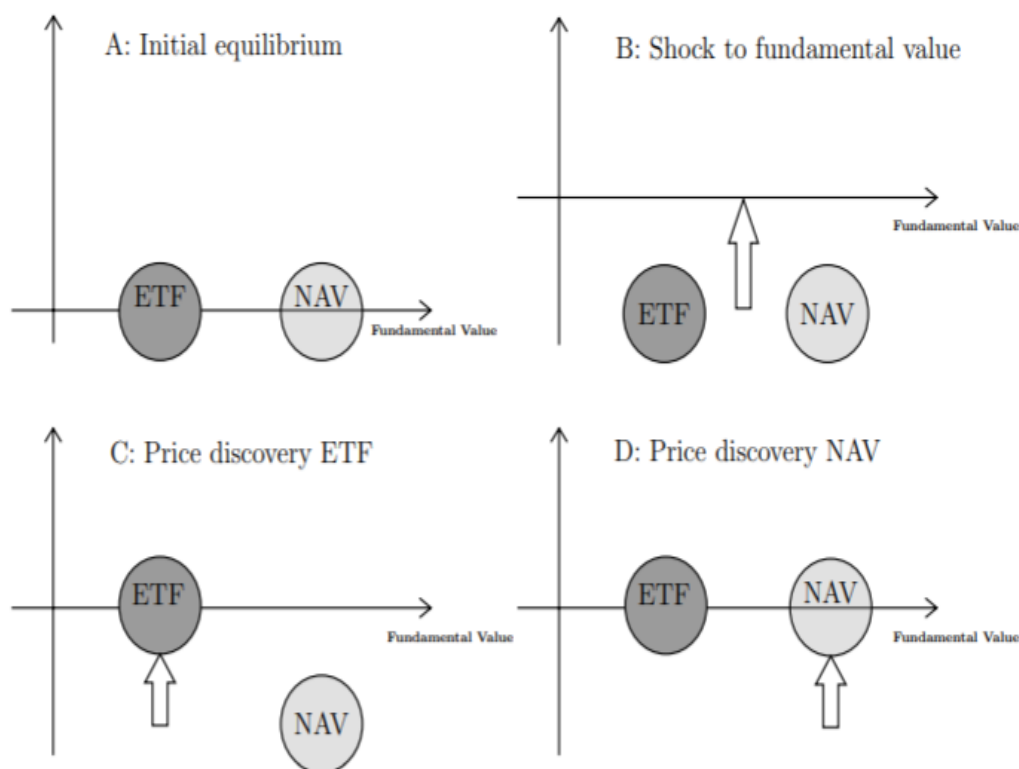 A: Initial equilibrium
ETF
NAV
Fundamental Value
B: Shock to fundamental value
Fundamental Value
ETF
NAV
C: Price discovery ETF
ETF
Fundamental Value
NAV
D: Price discovery NAV
ETF
NAV
Fundamental Value